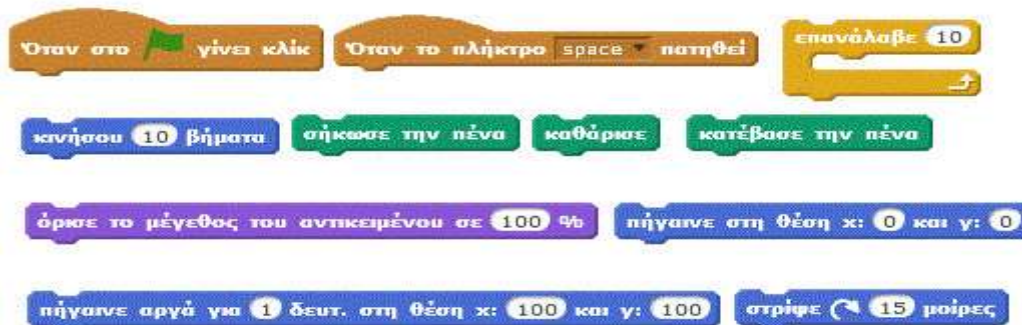 Όταν στο γίνει κλίκ Όταν το πλήκτρο space πατηθεί επανάλαβε 10
κινήσου 10 βήματα σήκωσε την πένα καθάρισε κατέβασε την πένα
όρισε το μέγεθος του αντικειμένου σε 100 % πήγαινε στη θέση x: 0 και y: 0
πήγαινε αργά για 1 δευτ. στη θέση x: 100 και y: 100 στρίψε 15 μοίρες